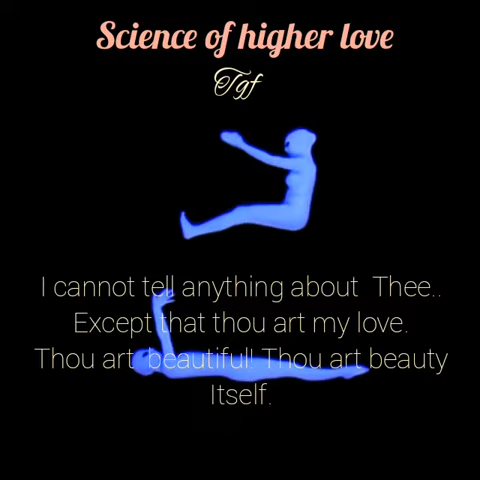 Science of higher love
Tgf
I cannot tell anything about Thee..
Except that thou art my love.
Thou art beautiful! Thou art beauty
Itself.